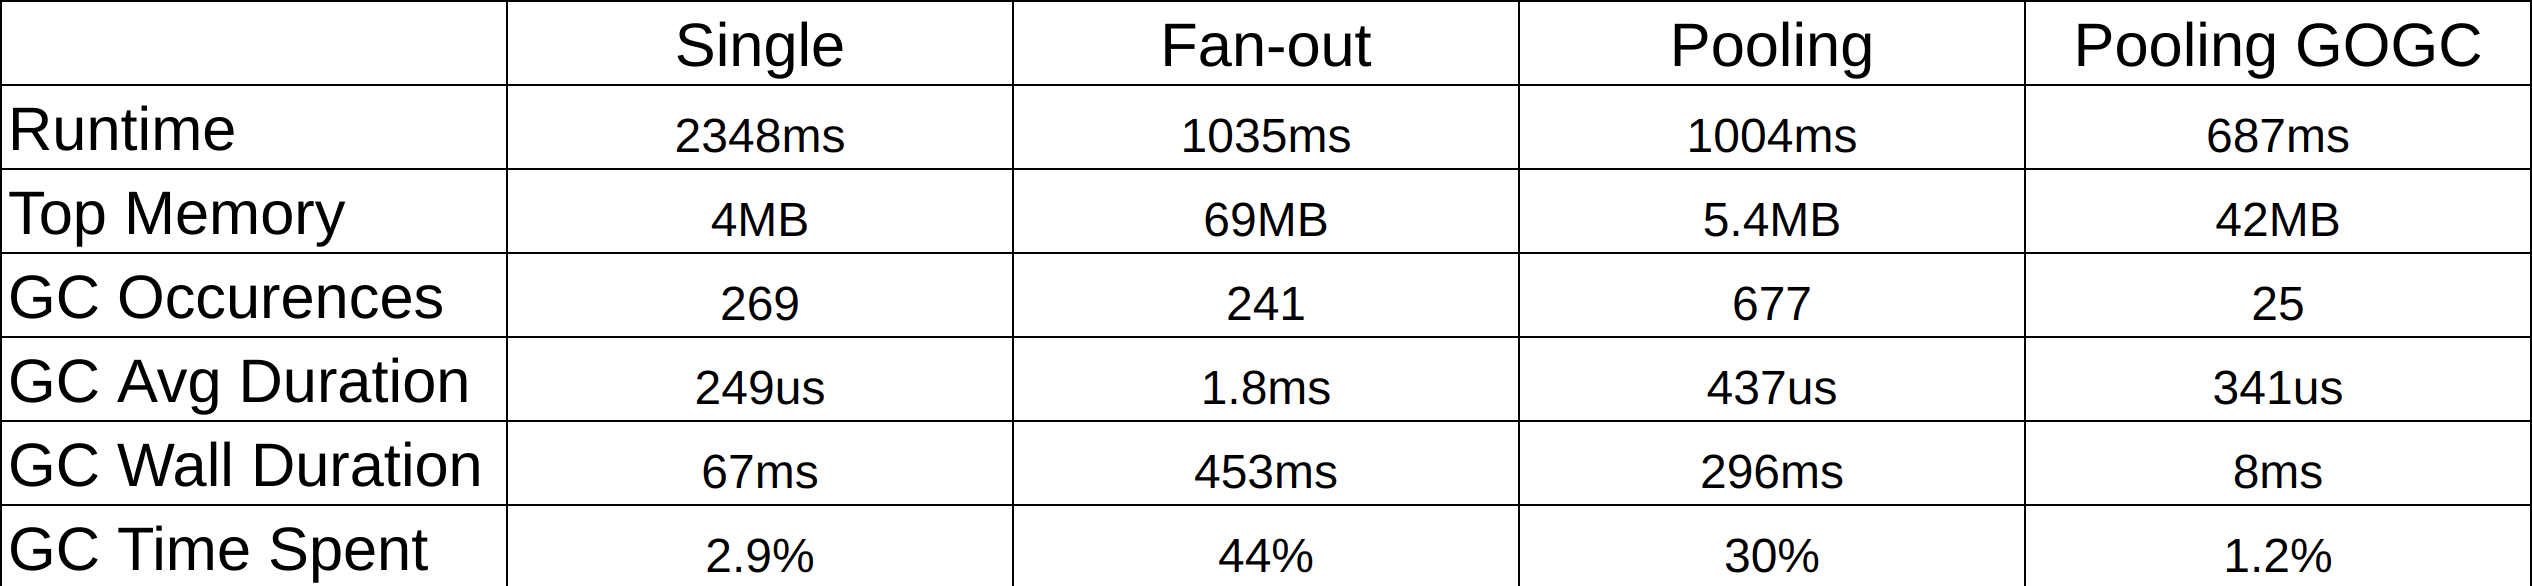 Single Fan-out Pooling Pooling GOGC
Runtime 2348ms 1035ms 1004ms 687ms
Top Memory 4MB 69MB 5.4MB 42MB
GC Occurences 269 241 677 25
GC Avg Duration 249us 1.8ms 437us 341us
GC Wall Duration 67ms 453ms 296ms 8ms
GC Time Spent 2.9% 44% 30% 1.2%